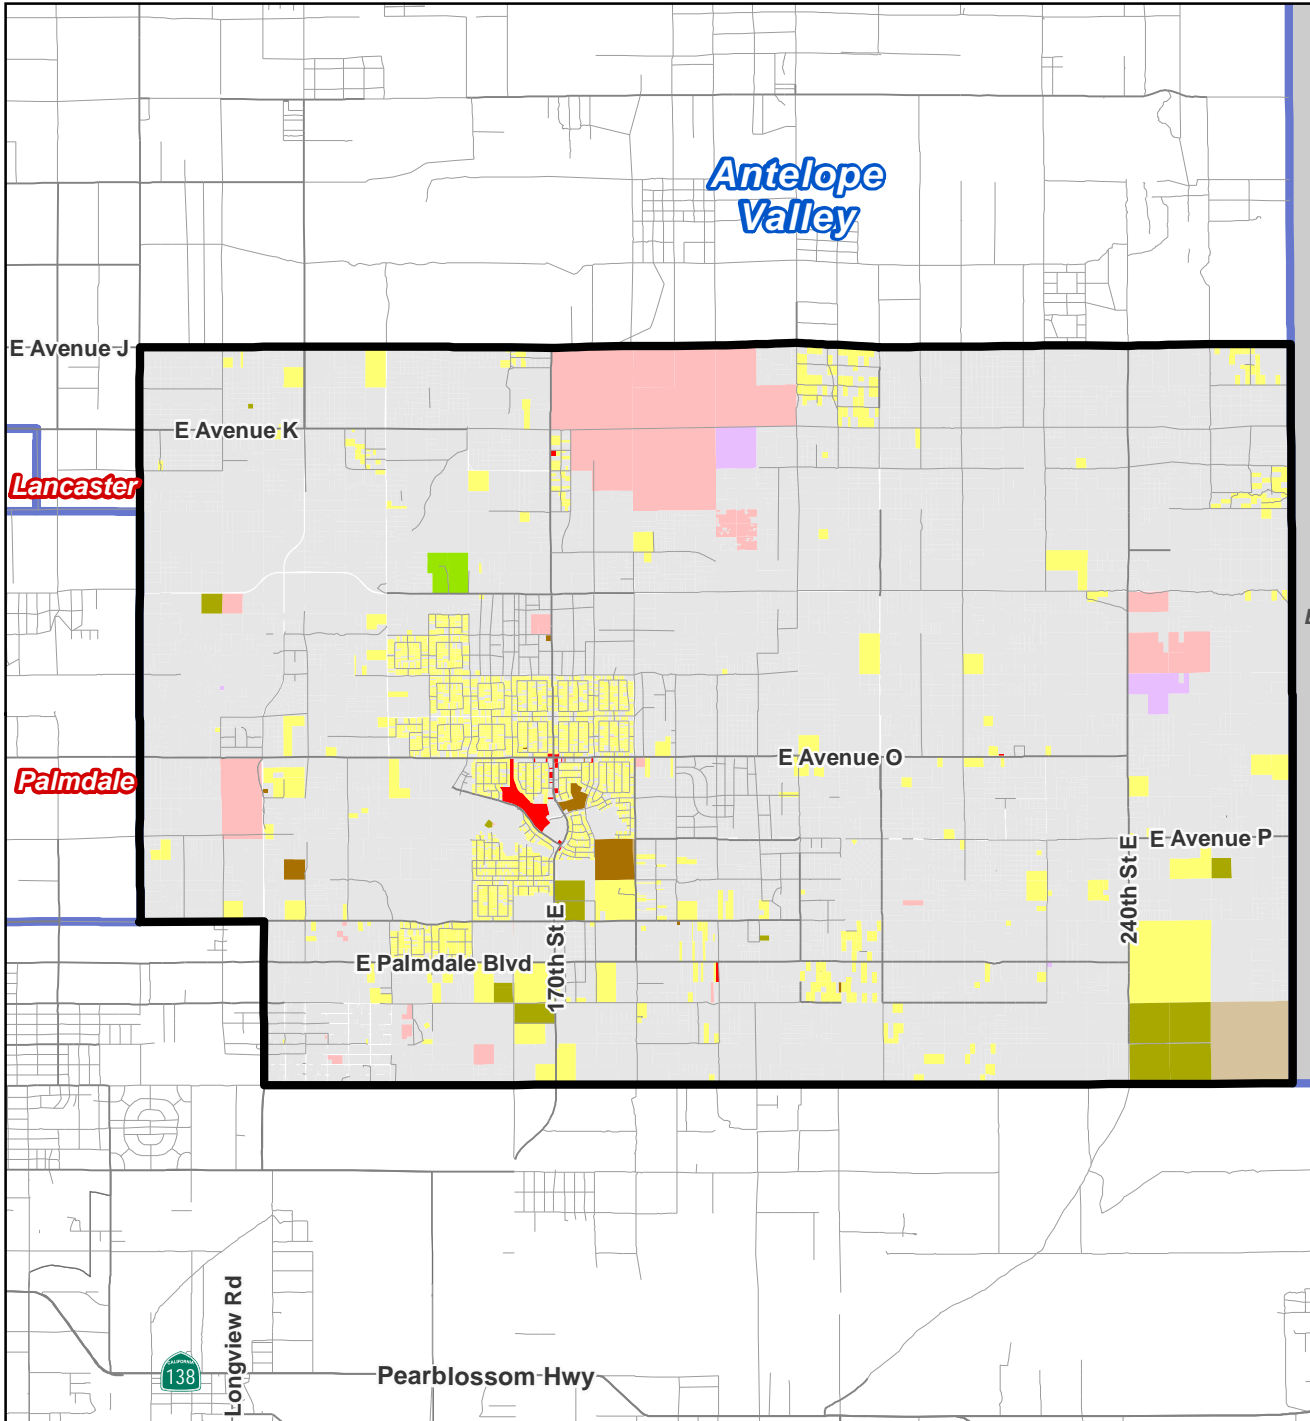 Antelope
Valley
E Avenue J
E Avenue K
Lancaster
E Avenue O
Palmdale
E Avenue P
240th St E
170th St E
E Palmdale Blvd
Longview Rd
CALIFORNIA
138
Pearblossom Hwy